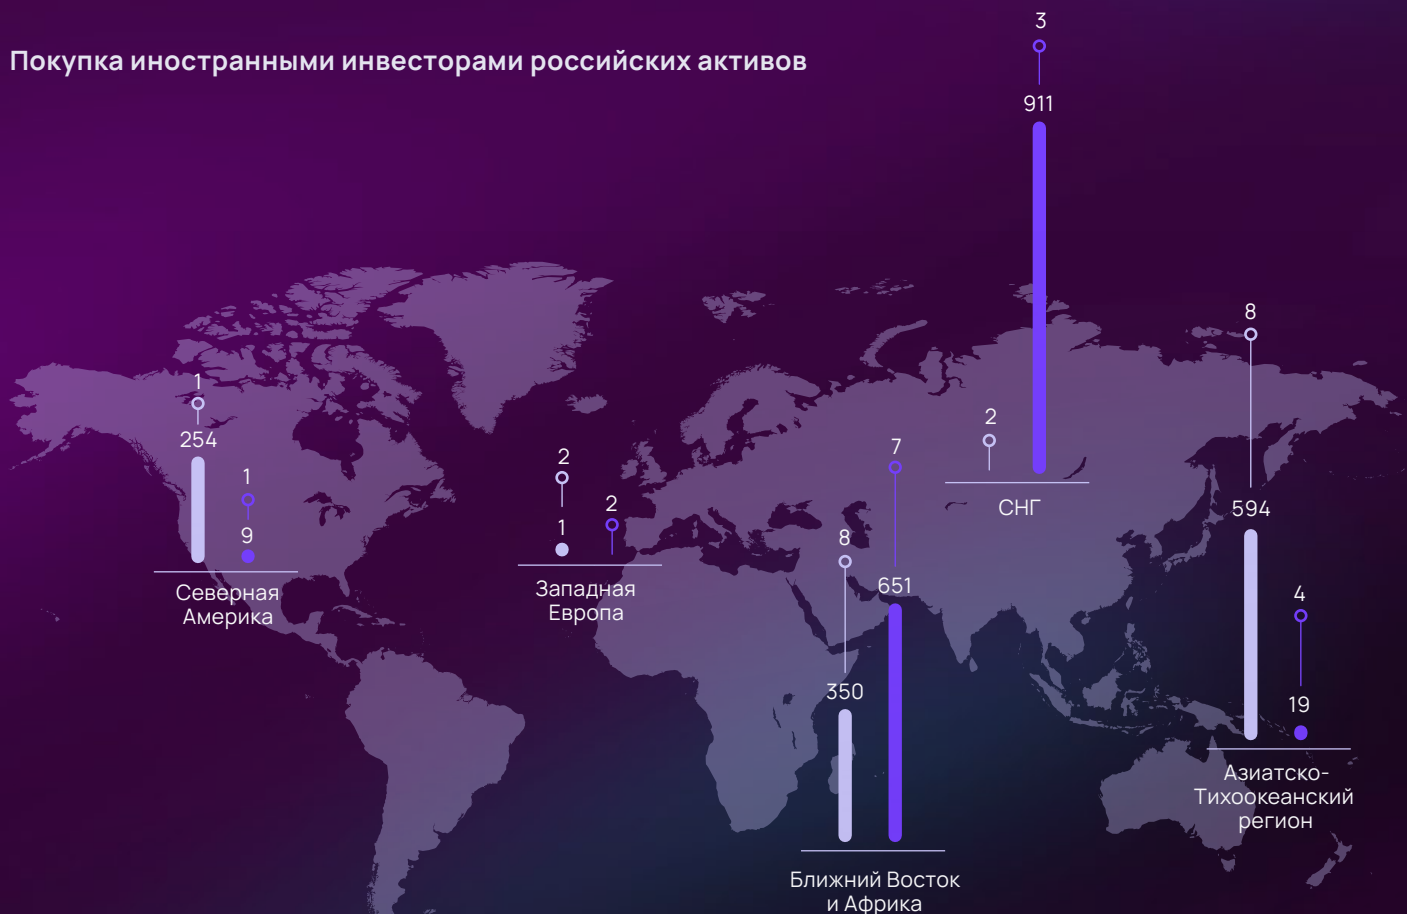 Покупка иностранными инвесторами российских активов
1
254
1
9
Северная
Америка
2
1
2
Западная
Европа
8
350
7
651
Ближний Восток
и Африка
2
3
911
СНГ
8
594
4
19
Азиатско-
Тихоокеанский
регион